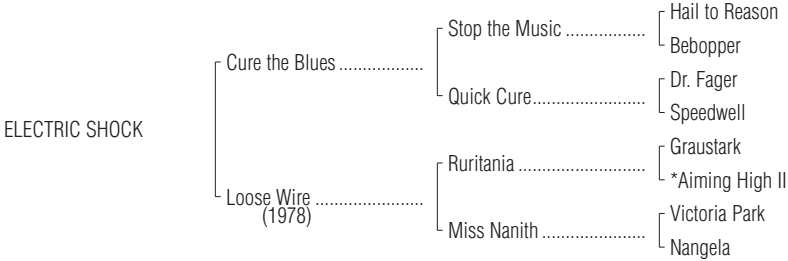 Hail to Reason
Stop the Music .................
Bebopper
Cure the Blues ..................
Dr. Fager
Quick Cure........................
Speedwell
ELECTRIC SHOCK
Graustark
Ruritania ...........................
*Aiming High II
Loose Wire .......................
(1978)
Victoria Park
Miss Nanith ......................
Nangela